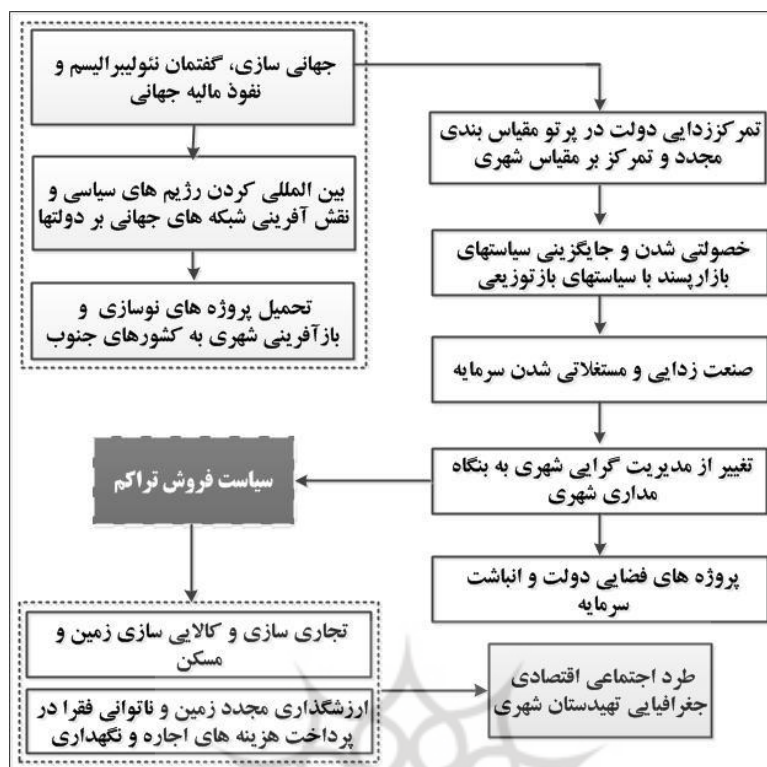 جهانی سازی، گفتمان نئولیبرالیسم و
نفوذ مالیه جهانی
بین المللی کردن رژیم های سیاسی و
نقش آفرینی شبکه های جهانی بر دولتها
تحمیل پروژه های نوسازی و
بازآفرینی شهری به کشورهای جنوب
تمرکززدایی دولت در پرتو مقیاس بندی
مجدد و تمرکز بر مقیاس شهری
خصولتی شدن و جایگزینی سیاستهای
بازارپسند با سیاستهای بازتوزیعی
صنعت زدایی و مستغلاتی شدن سرمایه
تغییر از مدیریت گرایی شهری به بنگاه
مداری شهری
پروژه های فضایی دولت و انباشت
سرمایه
سیاست فروش تراکم
تجاری سازی و کالایی سازی زمین و
مسکن
ارزشگذاری مجدد زمین و ناتوانی فقرا در
پرداخت هزینه های اجاره و نگهداری
طرد اجتماعی اقتصادی
جغرافیایی تهیدستان شهری